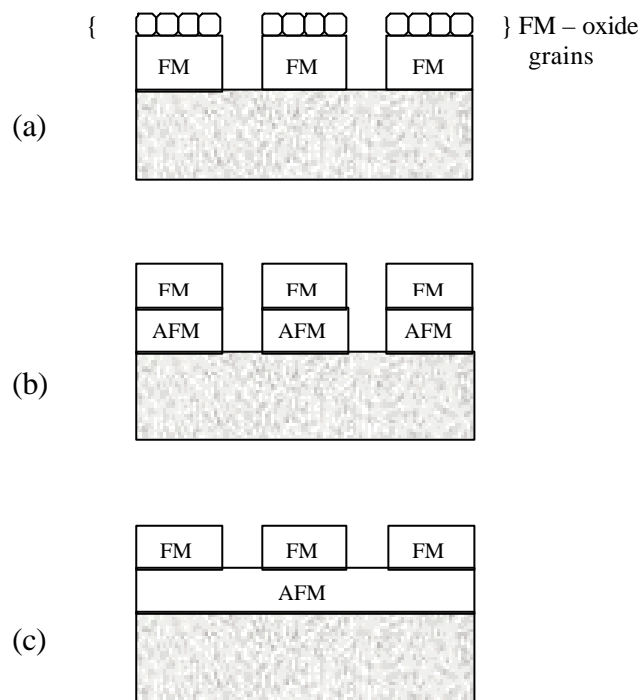 { } FM – oxide
grains
FM FM FM
(a)
FM FM FM
AFM AFM AFM
(b)
FM FM FM
AFM
(c)